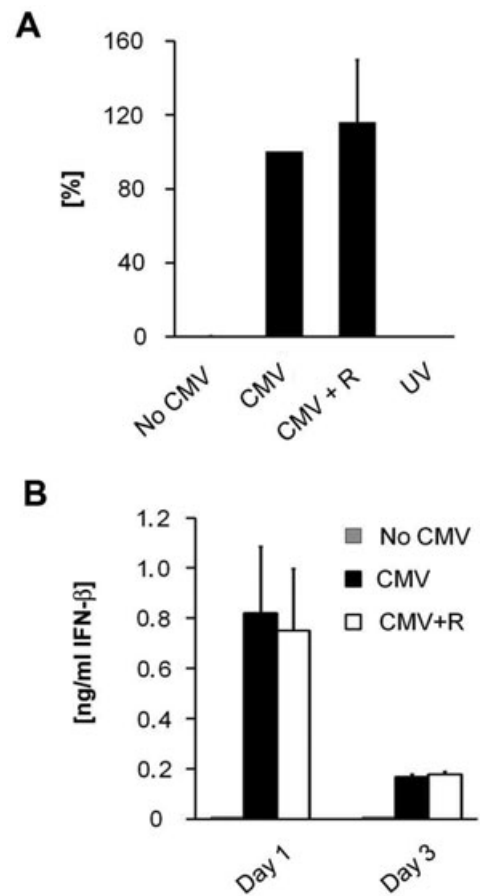 A
160
120
80
40
0
[%]
No CMV
CMV
CMV + R
UV
B
1.2
1.0
0.8
0.6
0.4
0.2
0
[ng/ml IFN-β]
No CMV
CMV
CMV+R
Day 1
Day 3